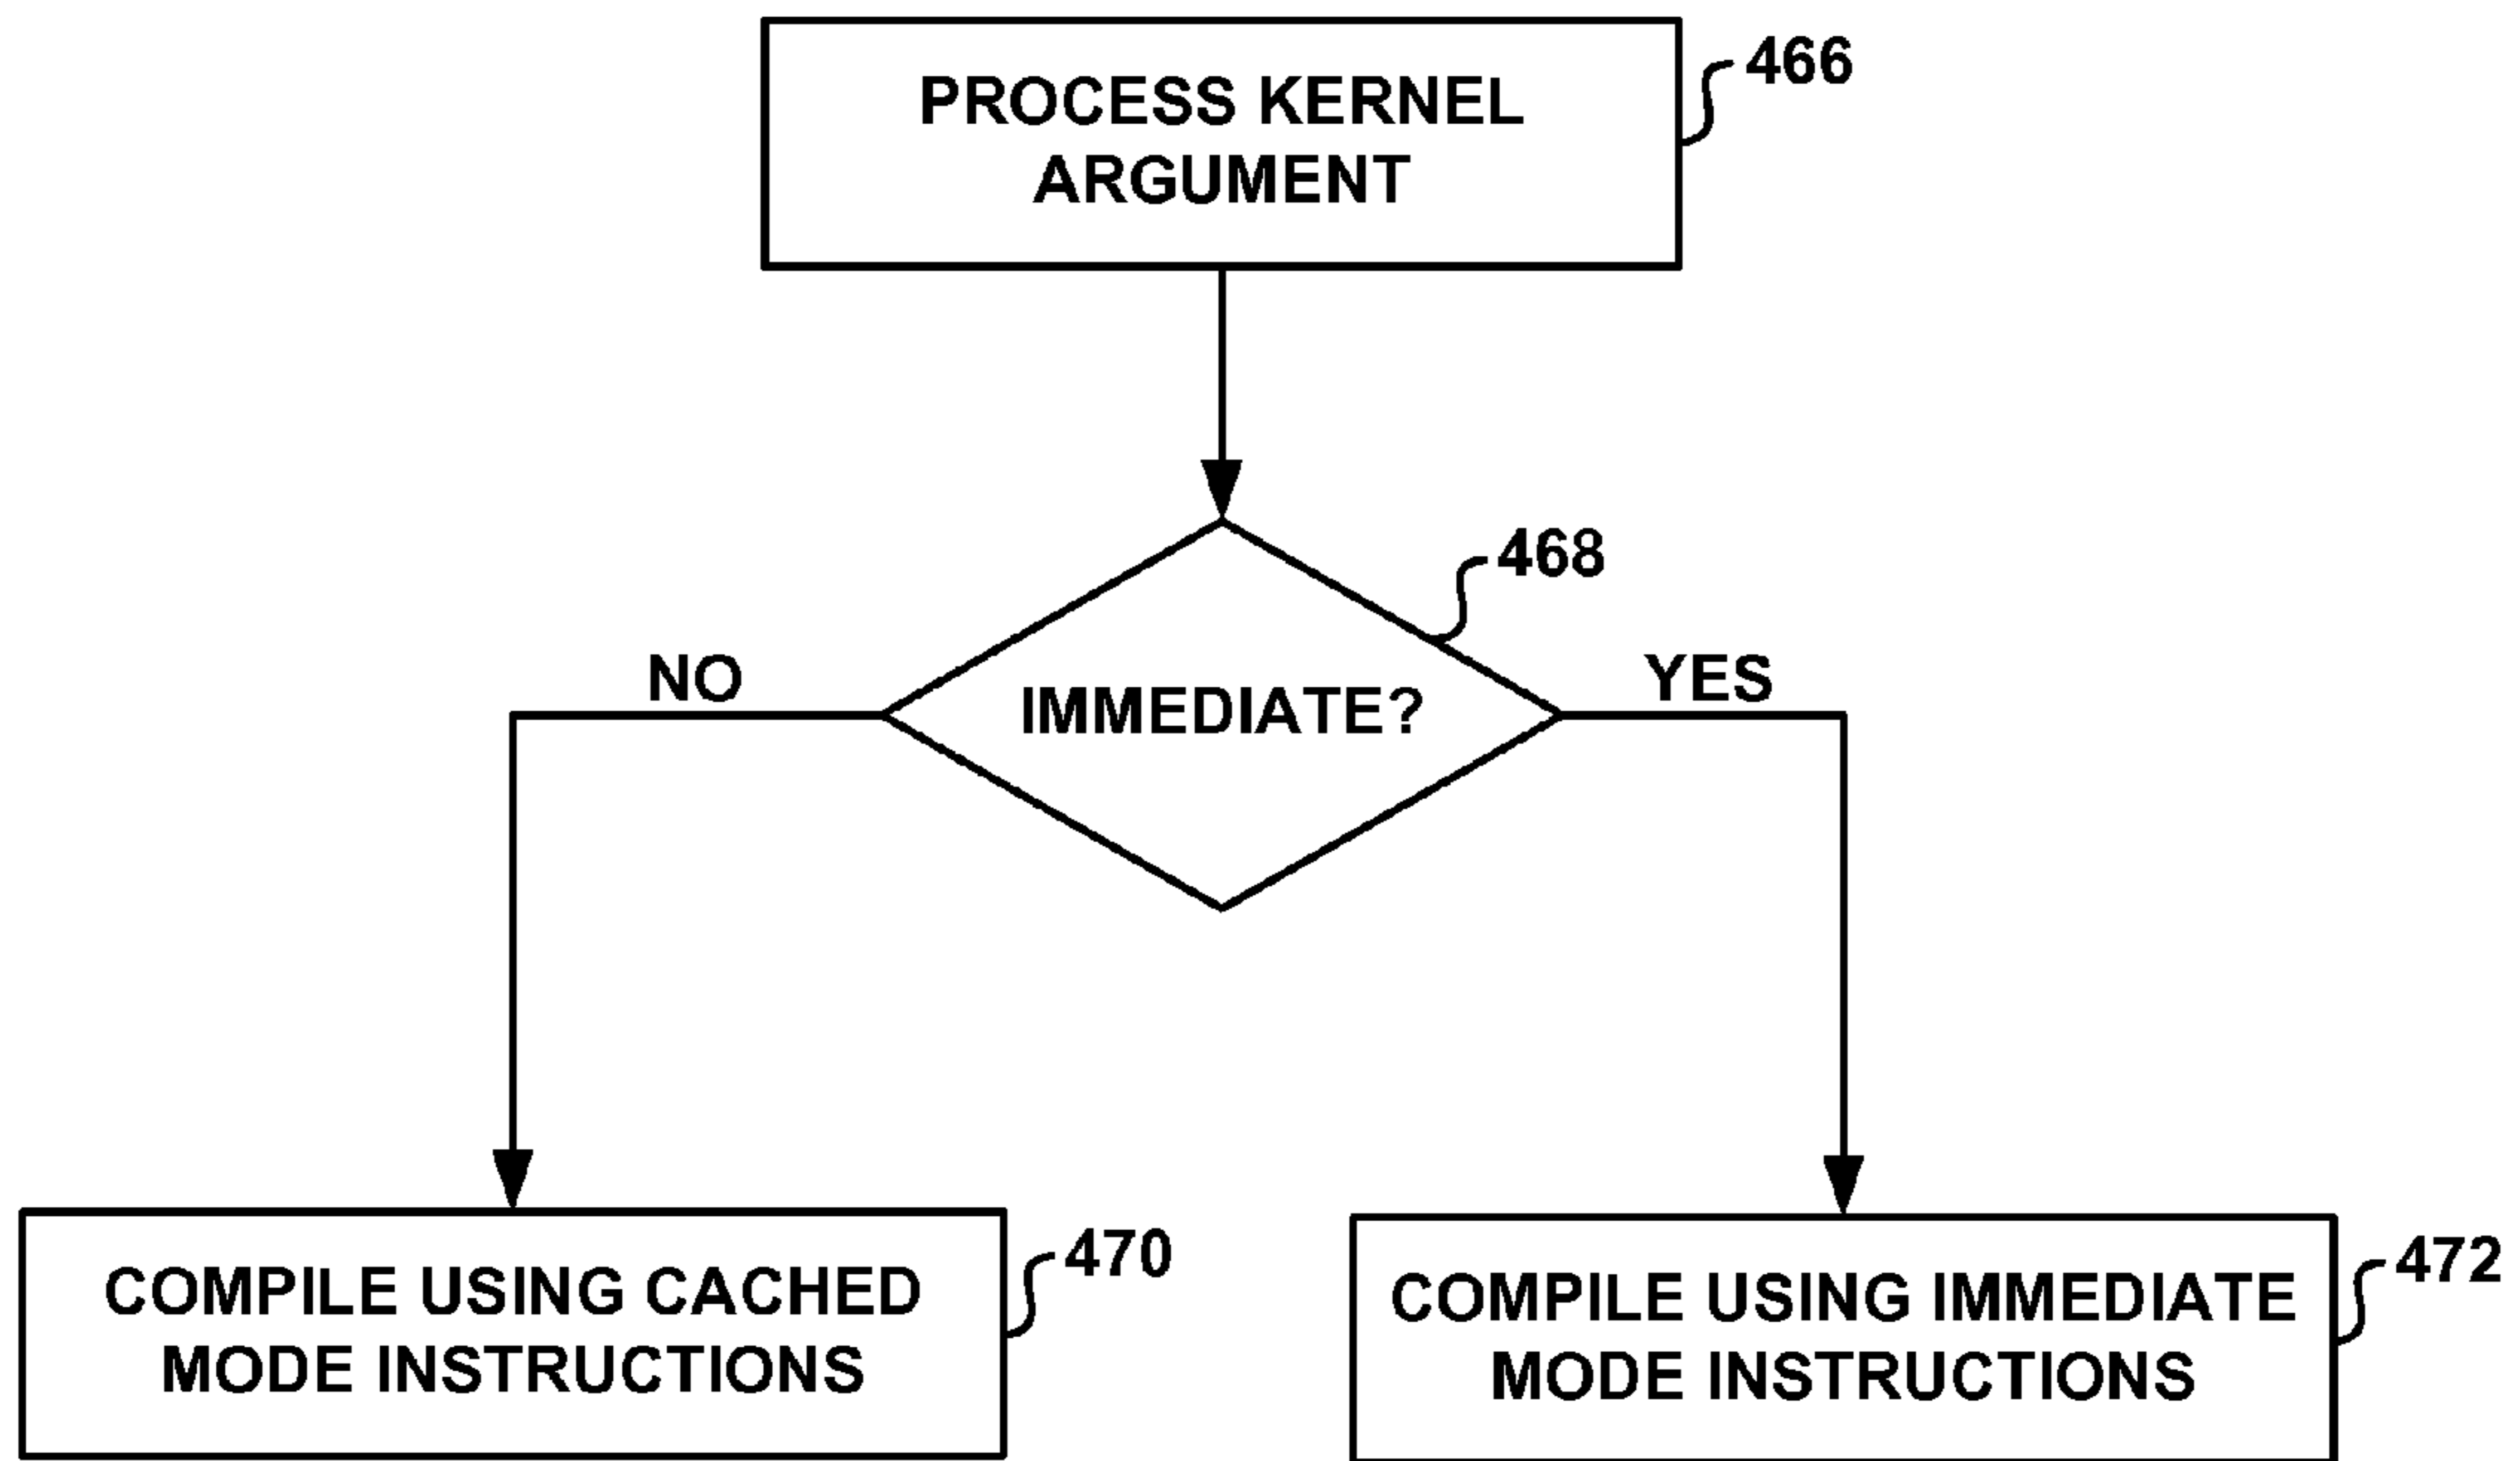 PROCESS KERNEL
ARGUMENT
466
468
IMMEDIATE?
NO
YES
COMPILE USING CACHED
MODE INSTRUCTIONS
470
COMPILE USING IMMEDIATE
MODE INSTRUCTIONS
472